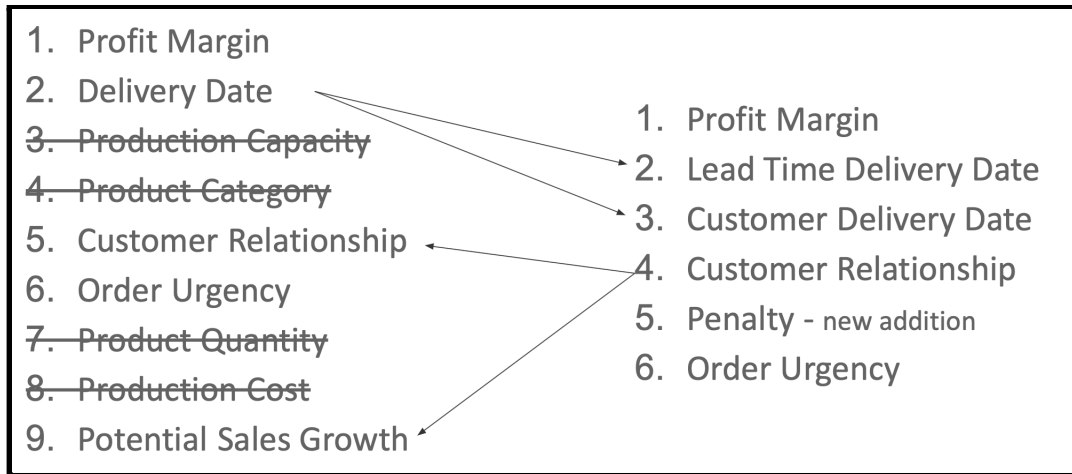 1. Profit Margin
2. Delivery Date
3. Production Capacity
4. Product Category
5. Customer Relationship
6. Order Urgency
7. Product Quantity
8. Production Cost
9. Potential Sales Growth
1. Profit Margin
2. Lead Time Delivery Date
3. Customer Delivery Date
4. Customer Relationship
5. Penalty - new addition
6. Order Urgency